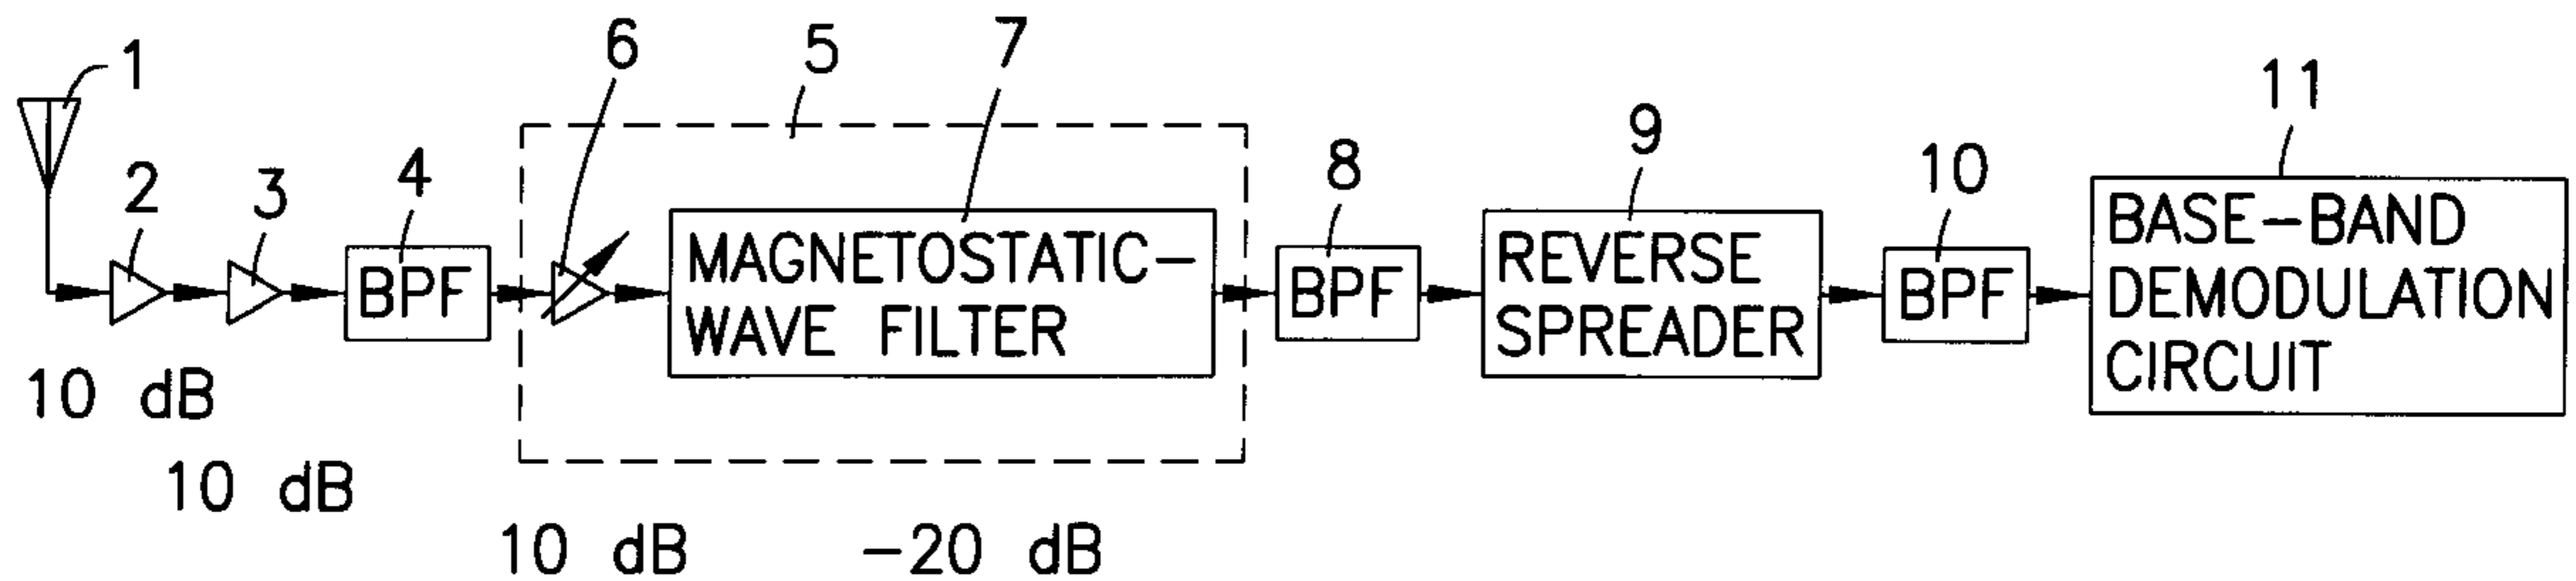 1
2
3
4
5
6
7
8
9
10
11
BPF
MAGNETOSTATIC-
WAVE FILTER
BPF
REVERSE
SPREADER
BPF
BASE-BAND
DEMODULATION
CIRCUIT
10 dB
10 dB
10 dB
-20 dB